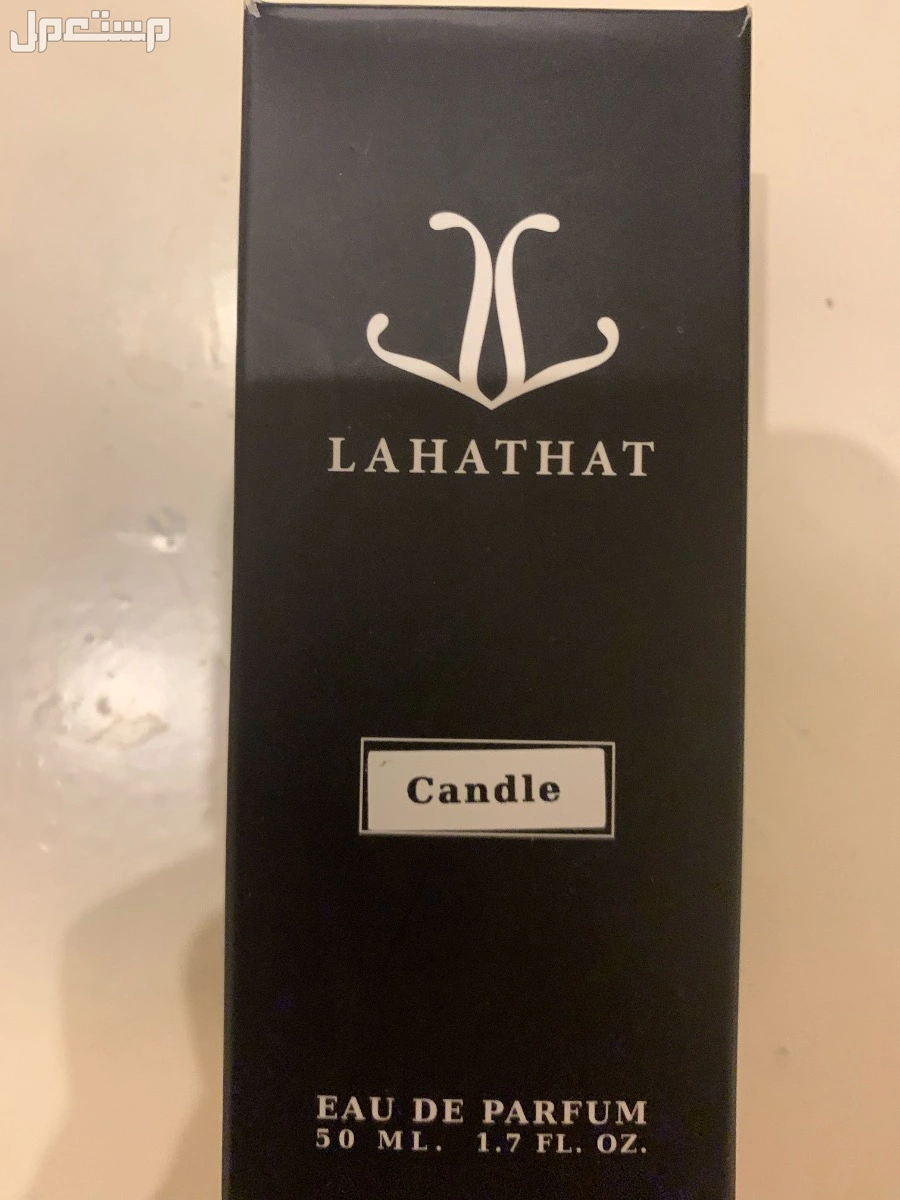 مستعمل
LAHATHAT
Candle
EAU DE PARFUM
50 ML. 1.7 FL. OZ.